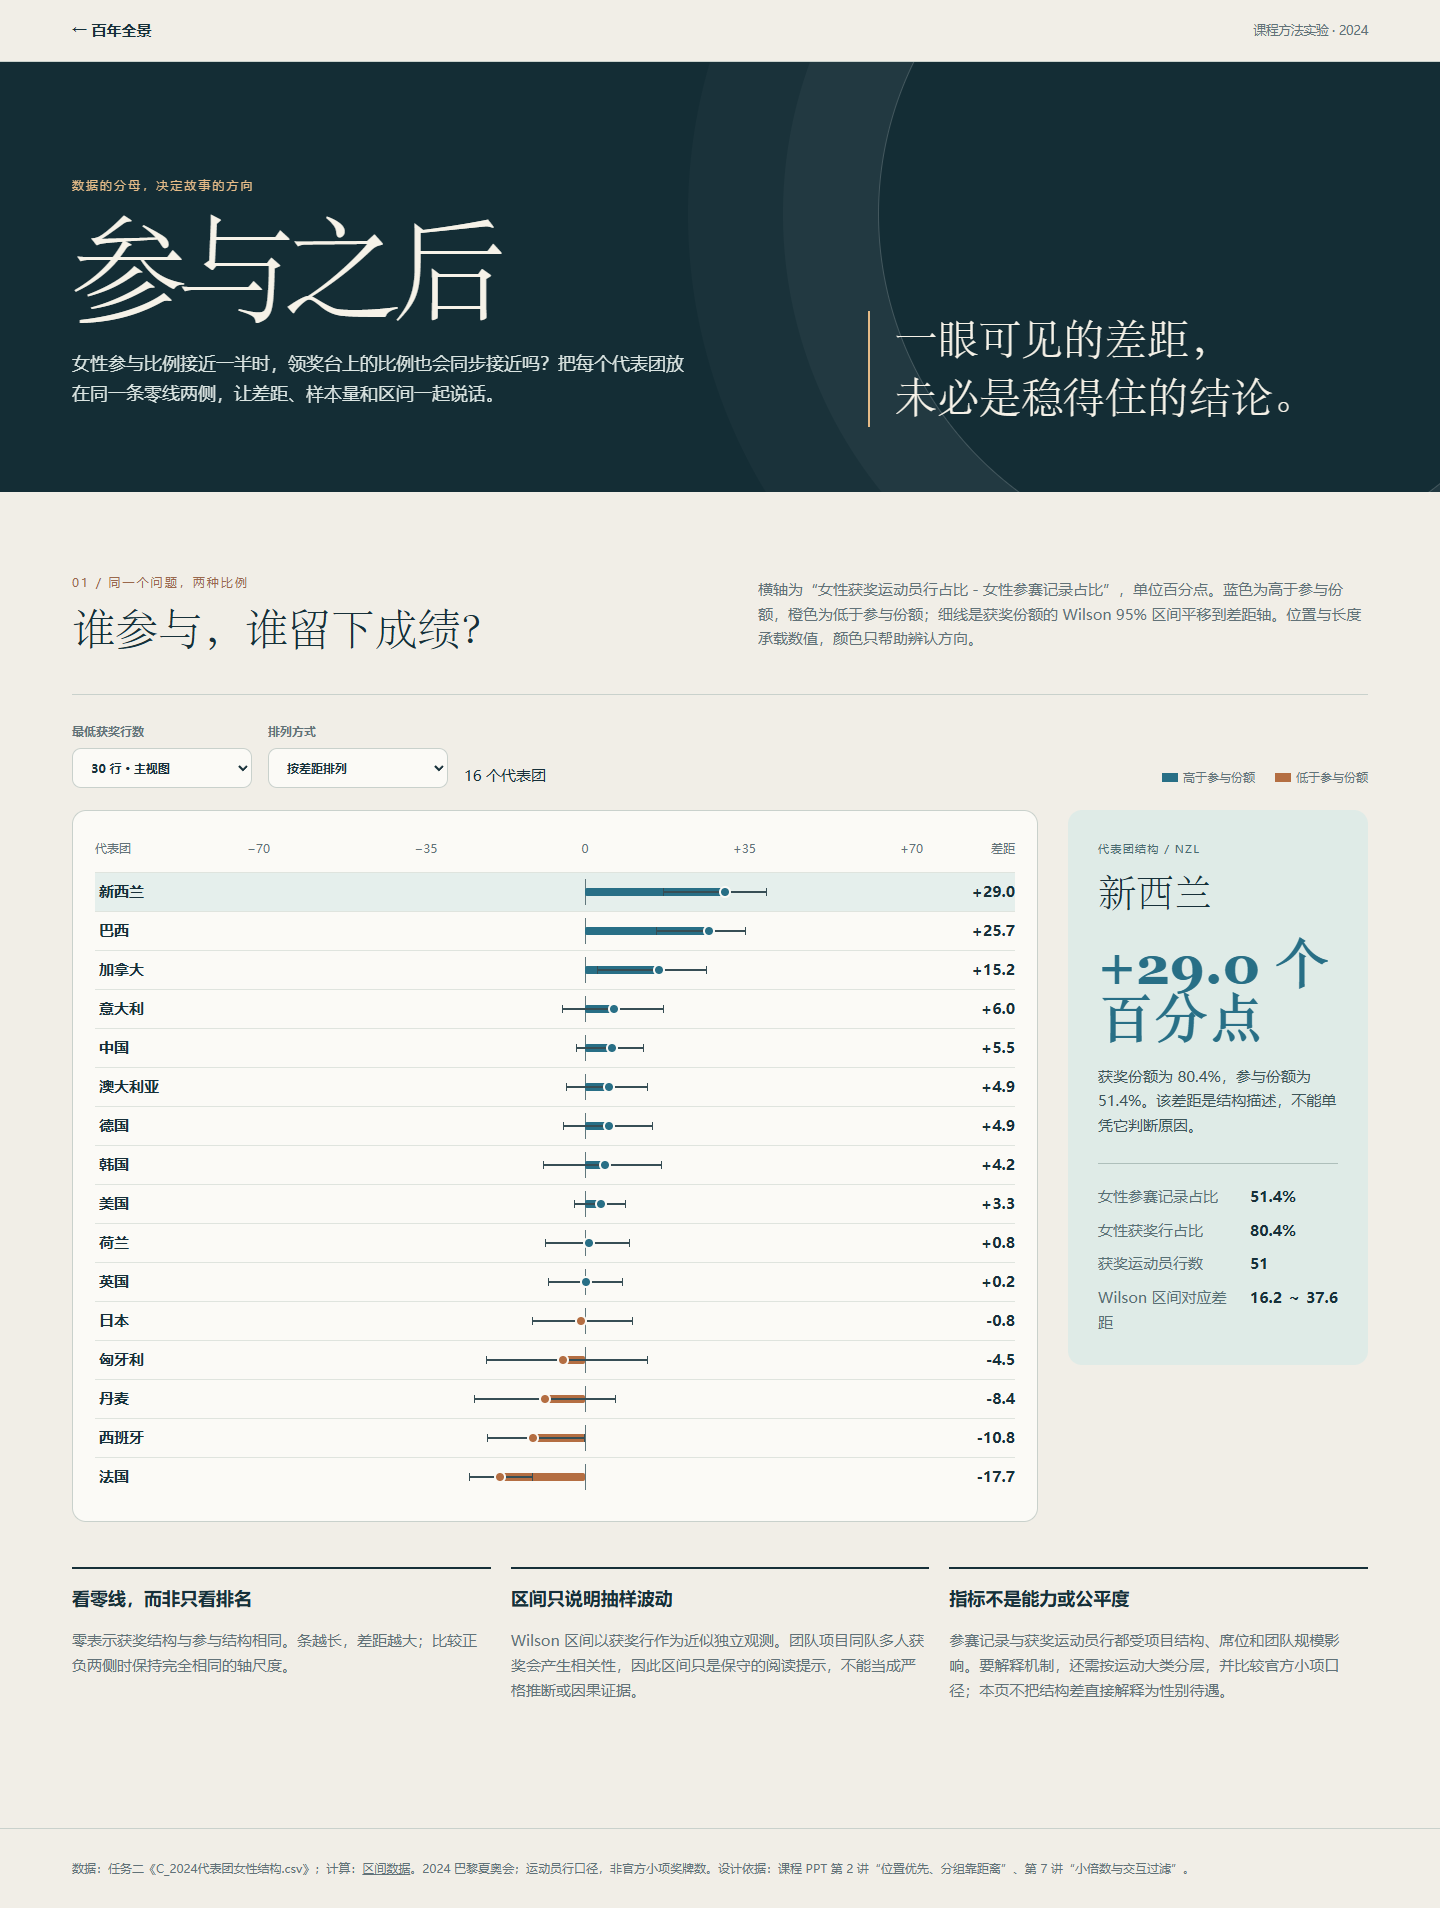 ← 百年全景
课程方法实验 · 2024
数据的分母，决定故事的方向
参与之后
女性参与比例接近一半时，领奖台上的比例也会同步接近吗？把每个代表团放
在同一条零线两侧，让差距、样本量和区间一起说话。
一眼可见的差距，
未必是稳得住的结论。
01 / 同一个问题，两种比例
谁参与，谁留下成绩？
横轴为“女性获奖运动员行占比 - 女性参赛记录占比”，单位百分点。蓝色为高于参与份
额，橙色为低于参与份额；细线是获奖份额的 Wilson 95% 区间平移到差距轴。位置与长度
承载数值，颜色只帮助辨认方向。
最低获奖行数
排列方式
30 行 · 主视图
按差距排列
16 个代表团
高于参与份额
低于参与份额
代表团 −70 −35 0 +35 +70 差距
新西兰 +29.0
巴西 +25.7
加拿大 +15.2
意大利 +6.0
中国 +5.5
澳大利亚 +4.9
德国 +4.9
韩国 +4.2
美国 +3.3
荷兰 +0.8
英国 +0.2
日本 -0.8
匈牙利 -4.5
丹麦 -8.4
西班牙 -10.8
法国 -17.7
代表团结构 / NZL
新西兰
+29.0 个
百分点
获奖份额为 80.4%，参与份额为
51.4%。该差距是结构描述，不能单
凭它判断原因。
女性参赛记录占比 51.4%
女性获奖行占比 80.4%
获奖运动员行数 51
Wilson 区间对应差 16.2 ~ 37.6
距
看零线，而非只看排名
零表示获奖结构与参与结构相同。条越长，差距越大；比较正
负两侧时保持完全相同的轴尺度。
区间只说明抽样波动
Wilson 区间以获奖行作为近似独立观测。团队项目同队多人获
奖会产生相关性，因此区间只是保守的阅读提示，不能当成严
格推断或因果证据。
指标不是能力或公平度
参赛记录与获奖运动员行都受项目结构、席位和团队规模影
响。要解释机制，还需按运动大类分层，并比较官方小项口
径；本页不把结构差直接解释为性别待遇。
数据：任务二《C_2024代表团女性结构.csv》；计算：区间数据。2024 巴黎夏奥会；运动员行口径，非官方小项奖牌数。设计依据：课程 PPT 第 2 讲“位置优先、分组靠距离”、第 7 讲“小倍数与交互过滤”。